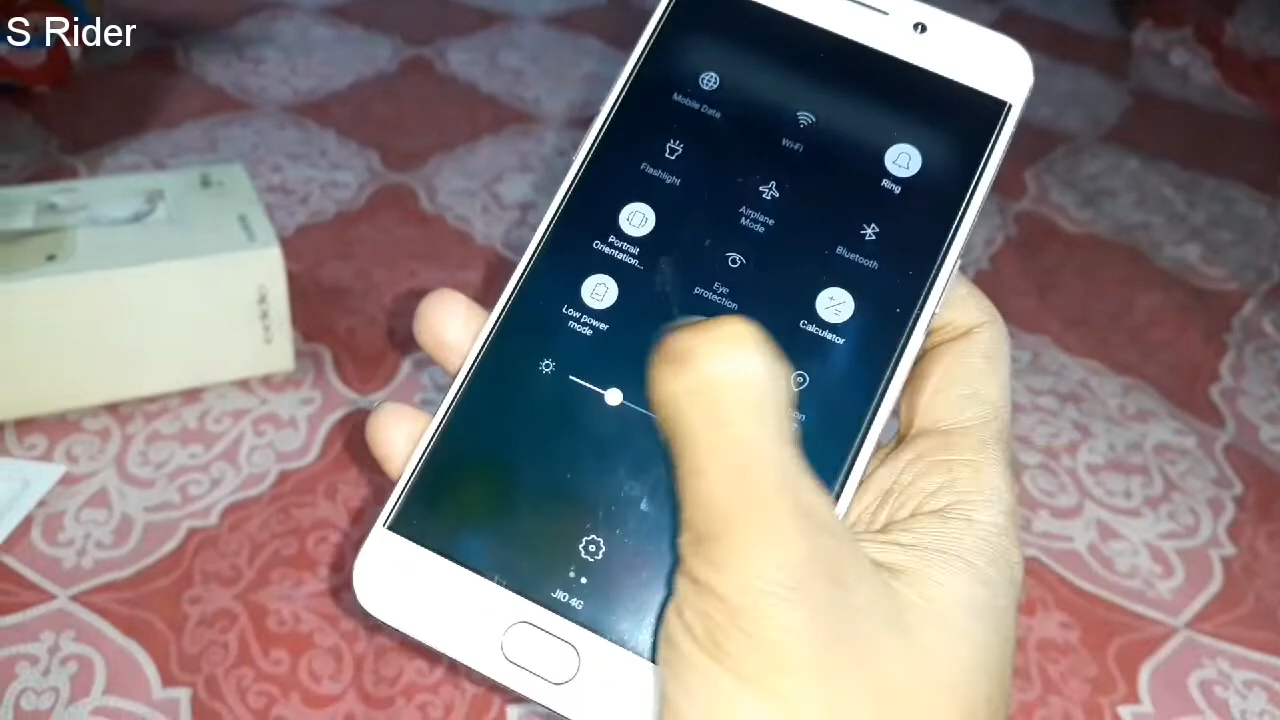 S Rider
Mobile Data
Wi-Fi
Ring
Flashlight
Airplane
Mode
Bluetooth
Portrait
Orientation...
Eye
protection
Calculator
Low power
mode
JIO 4G